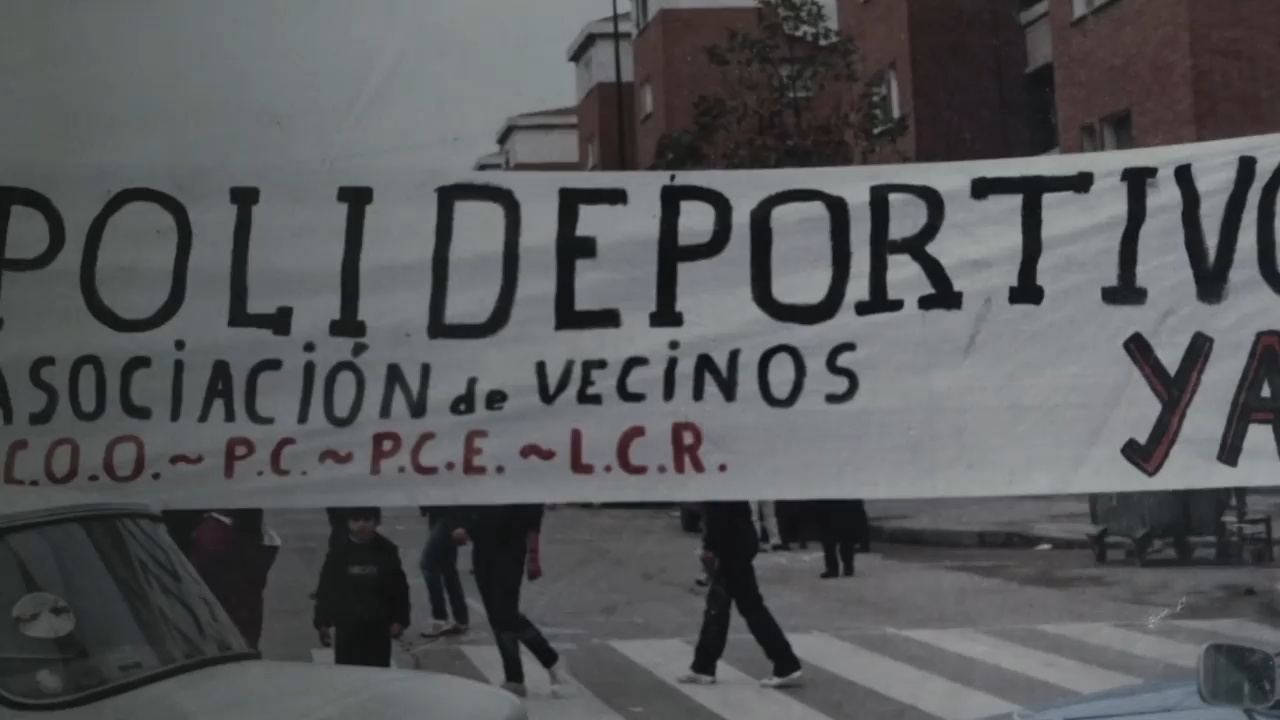 POLIDEPORTIVO
ASOCIACIÓN de VECINOS
C.O.O. ~ P.C. ~ P.C.E. ~ L.C.R.
YA